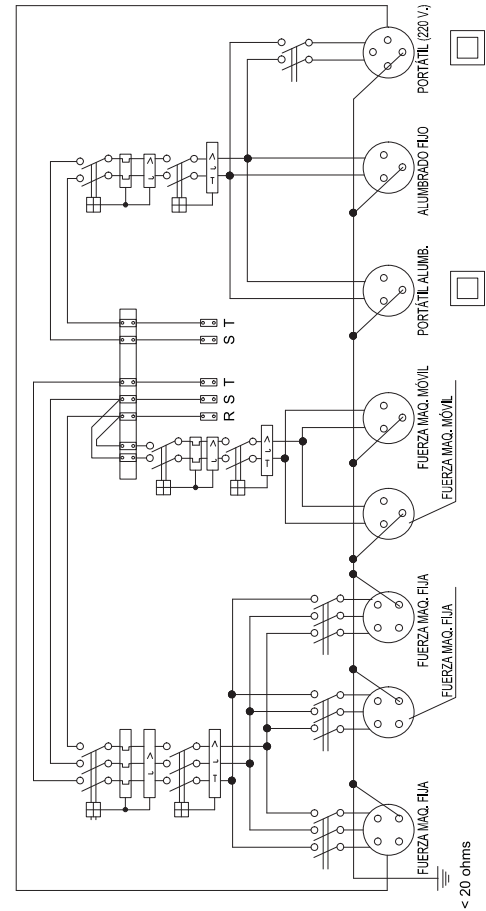 R S T S T
FUERZA MAQ. FIJA
FUERZA MAQ. FIJA
FUERZA MAQ. FIJA
FUERZA MAQ. MÓVIL
FUERZA MAQ. MÓVIL
PORTÁTIL ALUMB.
ALUMBRADO FIJO
PORTÁTIL (220 V.)
< 20 ohms